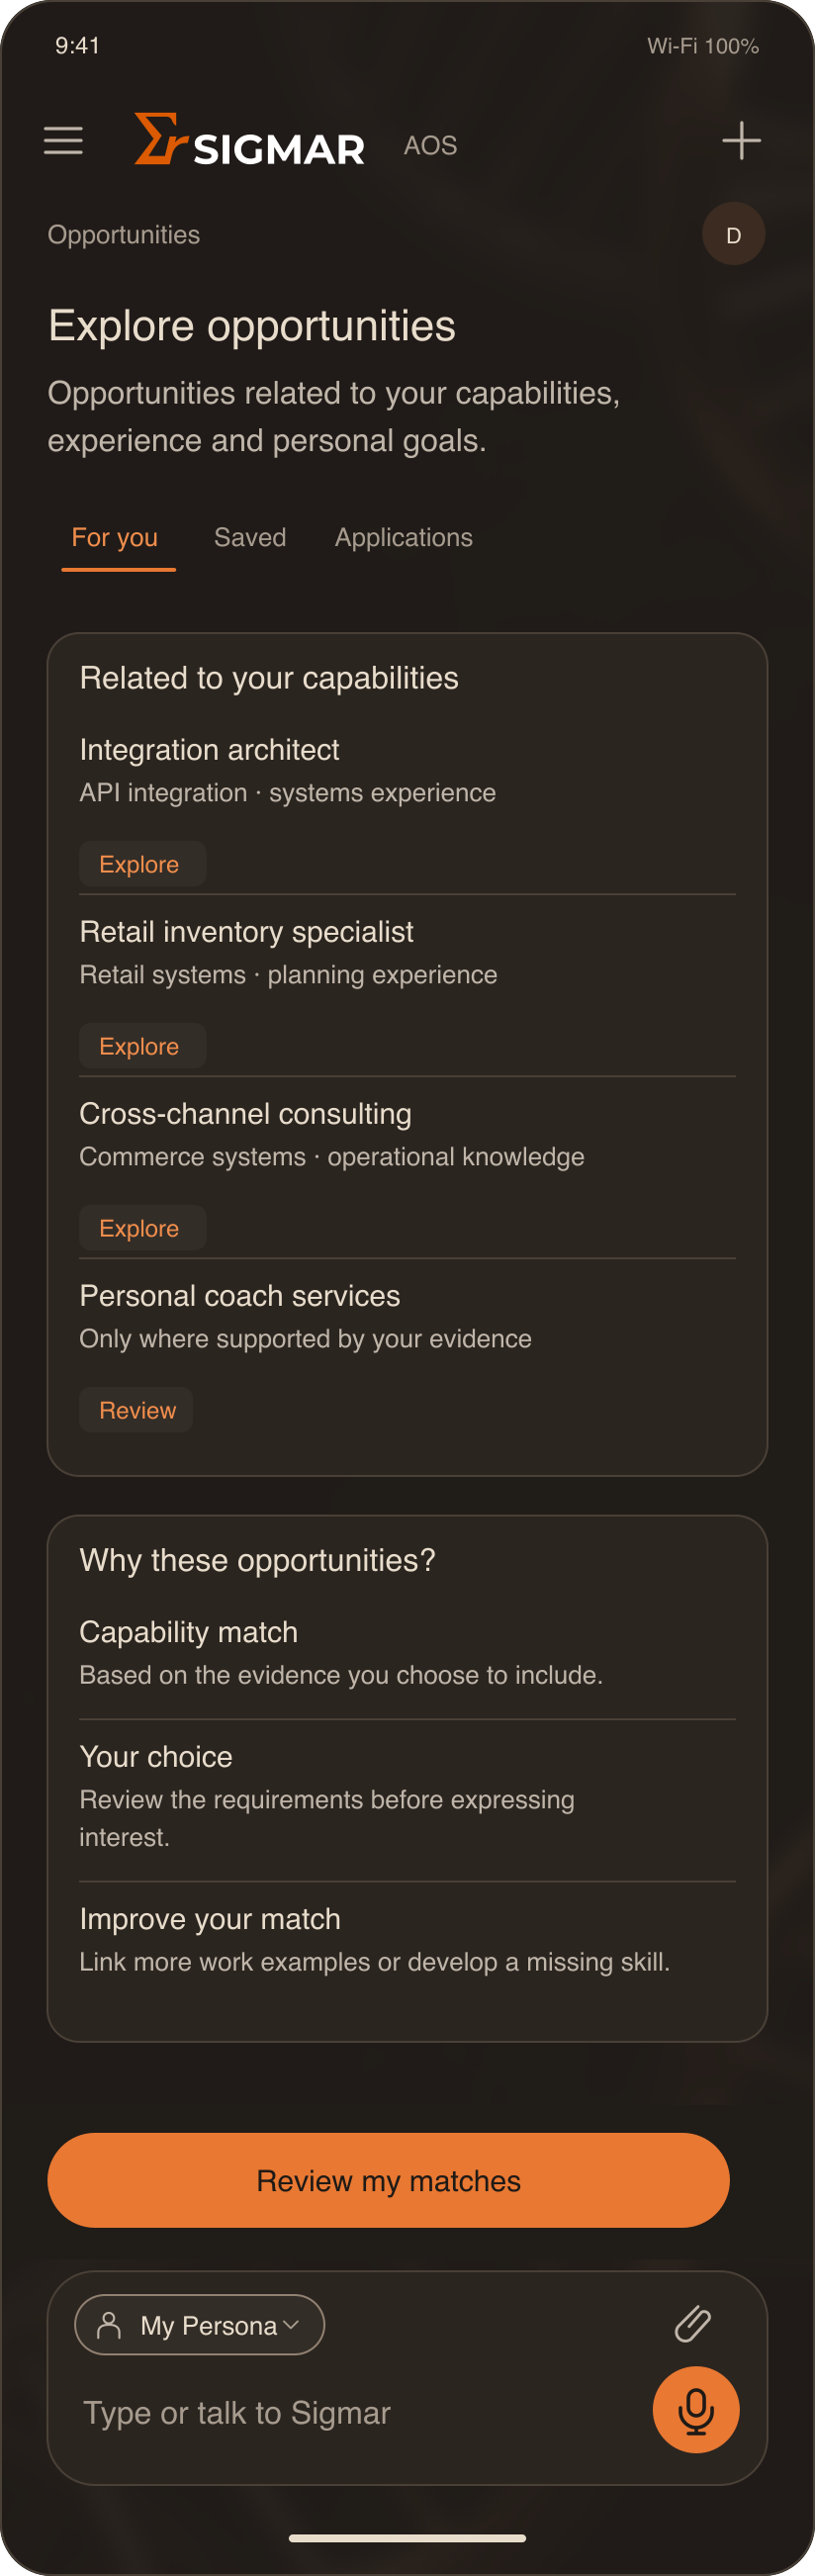 9:41
Wi-Fi 100%
Σr SIGMAR AOS
Opportunities
D
Explore opportunities
Opportunities related to your capabilities,
experience and personal goals.
For you Saved Applications
Related to your capabilities
Integration architect
API integration · systems experience
Explore
Retail inventory specialist
Retail systems · planning experience
Explore
Cross-channel consulting
Commerce systems · operational knowledge
Explore
Personal coach services
Only where supported by your evidence
Review
Why these opportunities?
Capability match
Based on the evidence you choose to include.
Your choice
Review the requirements before expressing
interest.
Improve your match
Link more work examples or develop a missing skill.
Review my matches
My Persona
Type or talk to Sigmar